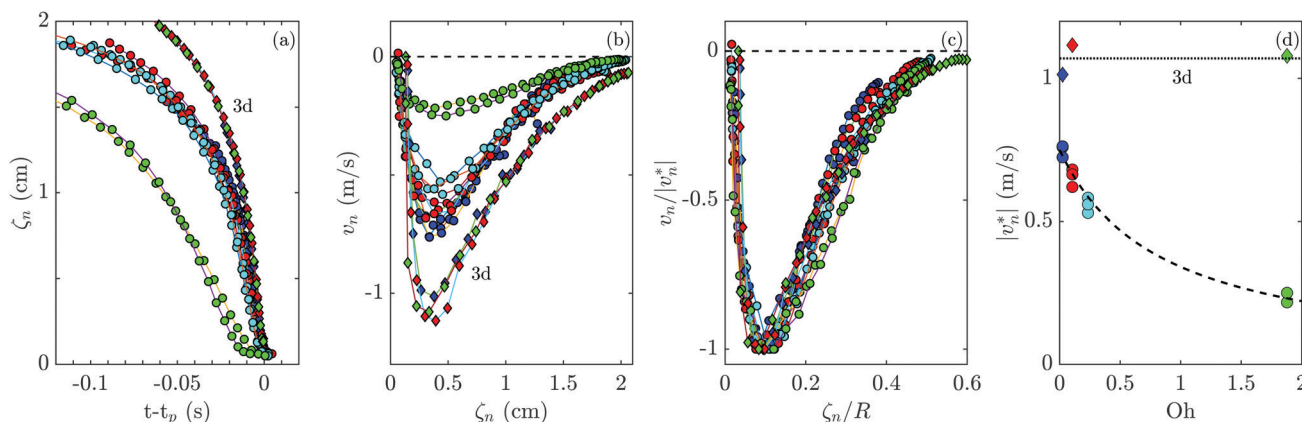 (a)
3d
2
1
0
ζₙ (cm)
-0.1 -0.05 0
t-tₚ (s)
(b)
3d
0
-1
vₙ (m/s)
0 0.5 1 1.5 2
ζₙ (cm)
(c)
0
-0.5
-1
vₙ/|vₙ*|
0 0.2 0.4 0.6
ζₙ/R
(d)
3d
1
0.5
0
|vₙ*| (m/s)
0 0.5 1 1.5 2
Oh